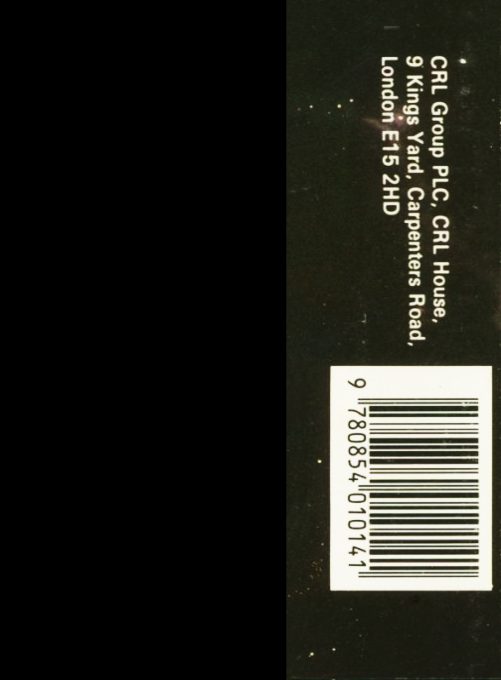 CRL Group PLC, CRL House,
9 Kings Yard, Carpenters Road,
London E15 2HD
9 780854 010141